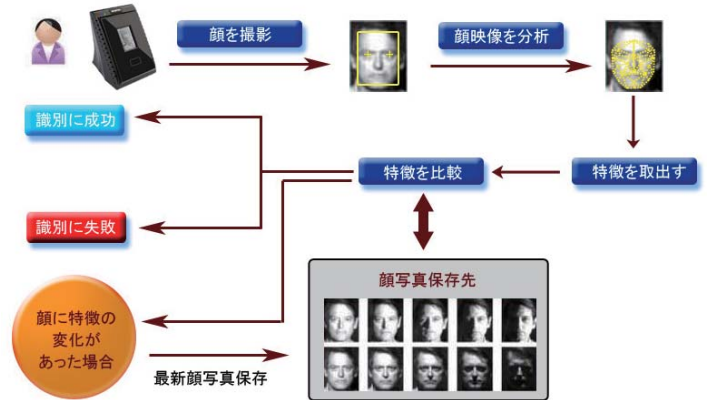 顔を撮影
顔映像を分析
識別に成功
特徴を比較
特徴を取出す
識別に失敗
顔写真保存先
顔に特徴の
変化が
あった場合
最新顔写真保存